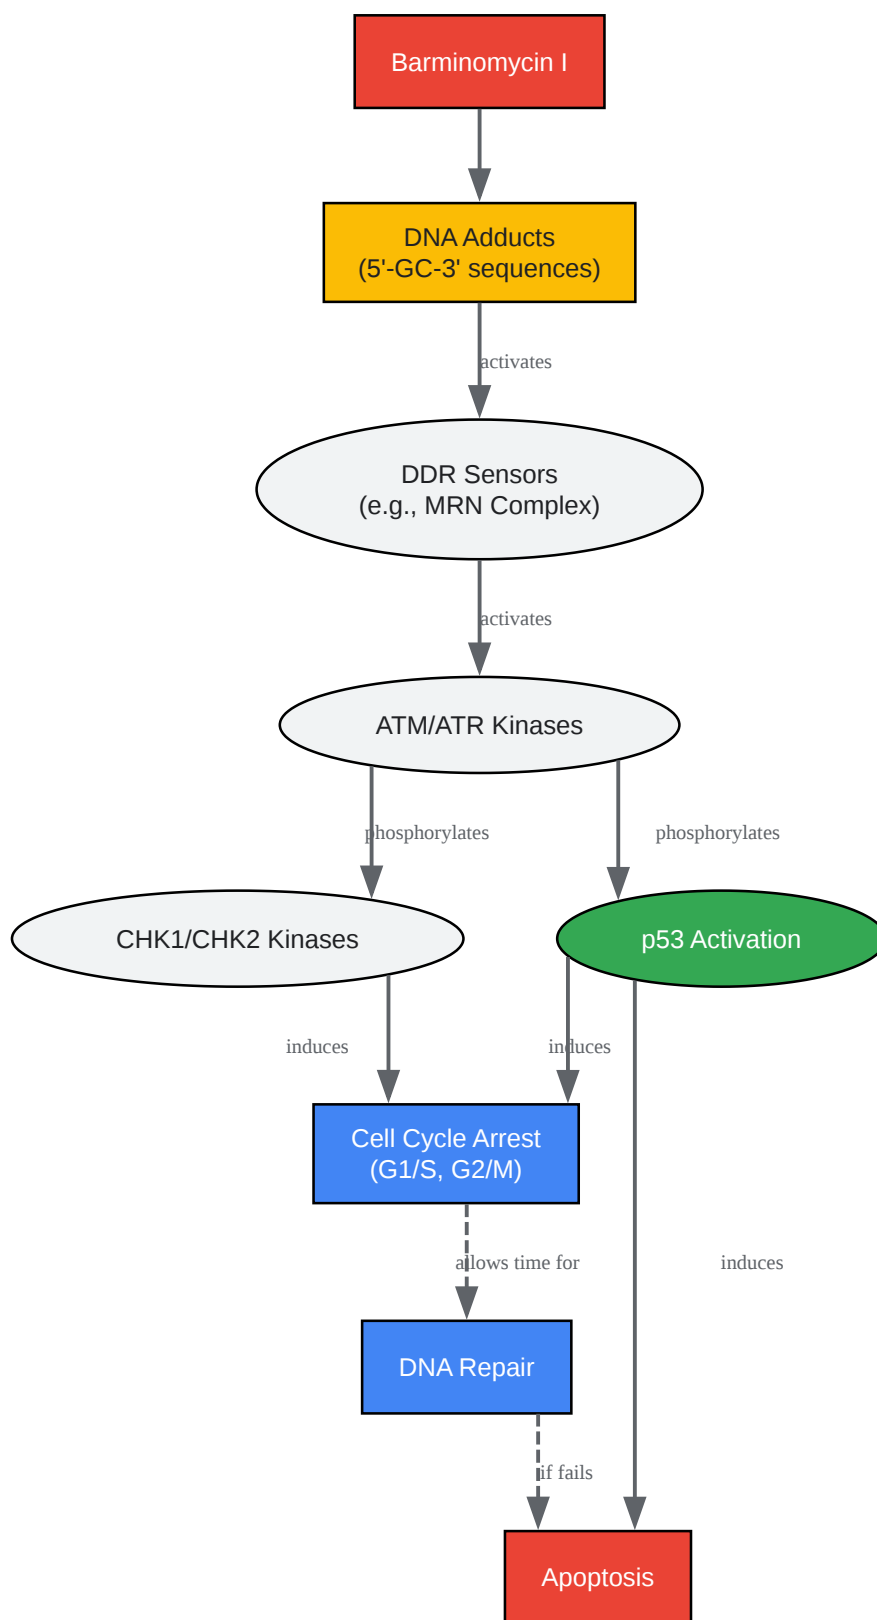 Barminomycin I
DNA Adducts
(5'-GC-3' sequences)
activates
DDR Sensors
(e.g., MRN Complex)
activates
ATM/ATR Kinases
phosphorylates
phosphorylates
CHK1/CHK2 Kinases
p53 Activation
induces
induces
Cell Cycle Arrest
(G1/S, G2/M)
allows time for
induces
DNA Repair
if fails
Apoptosis